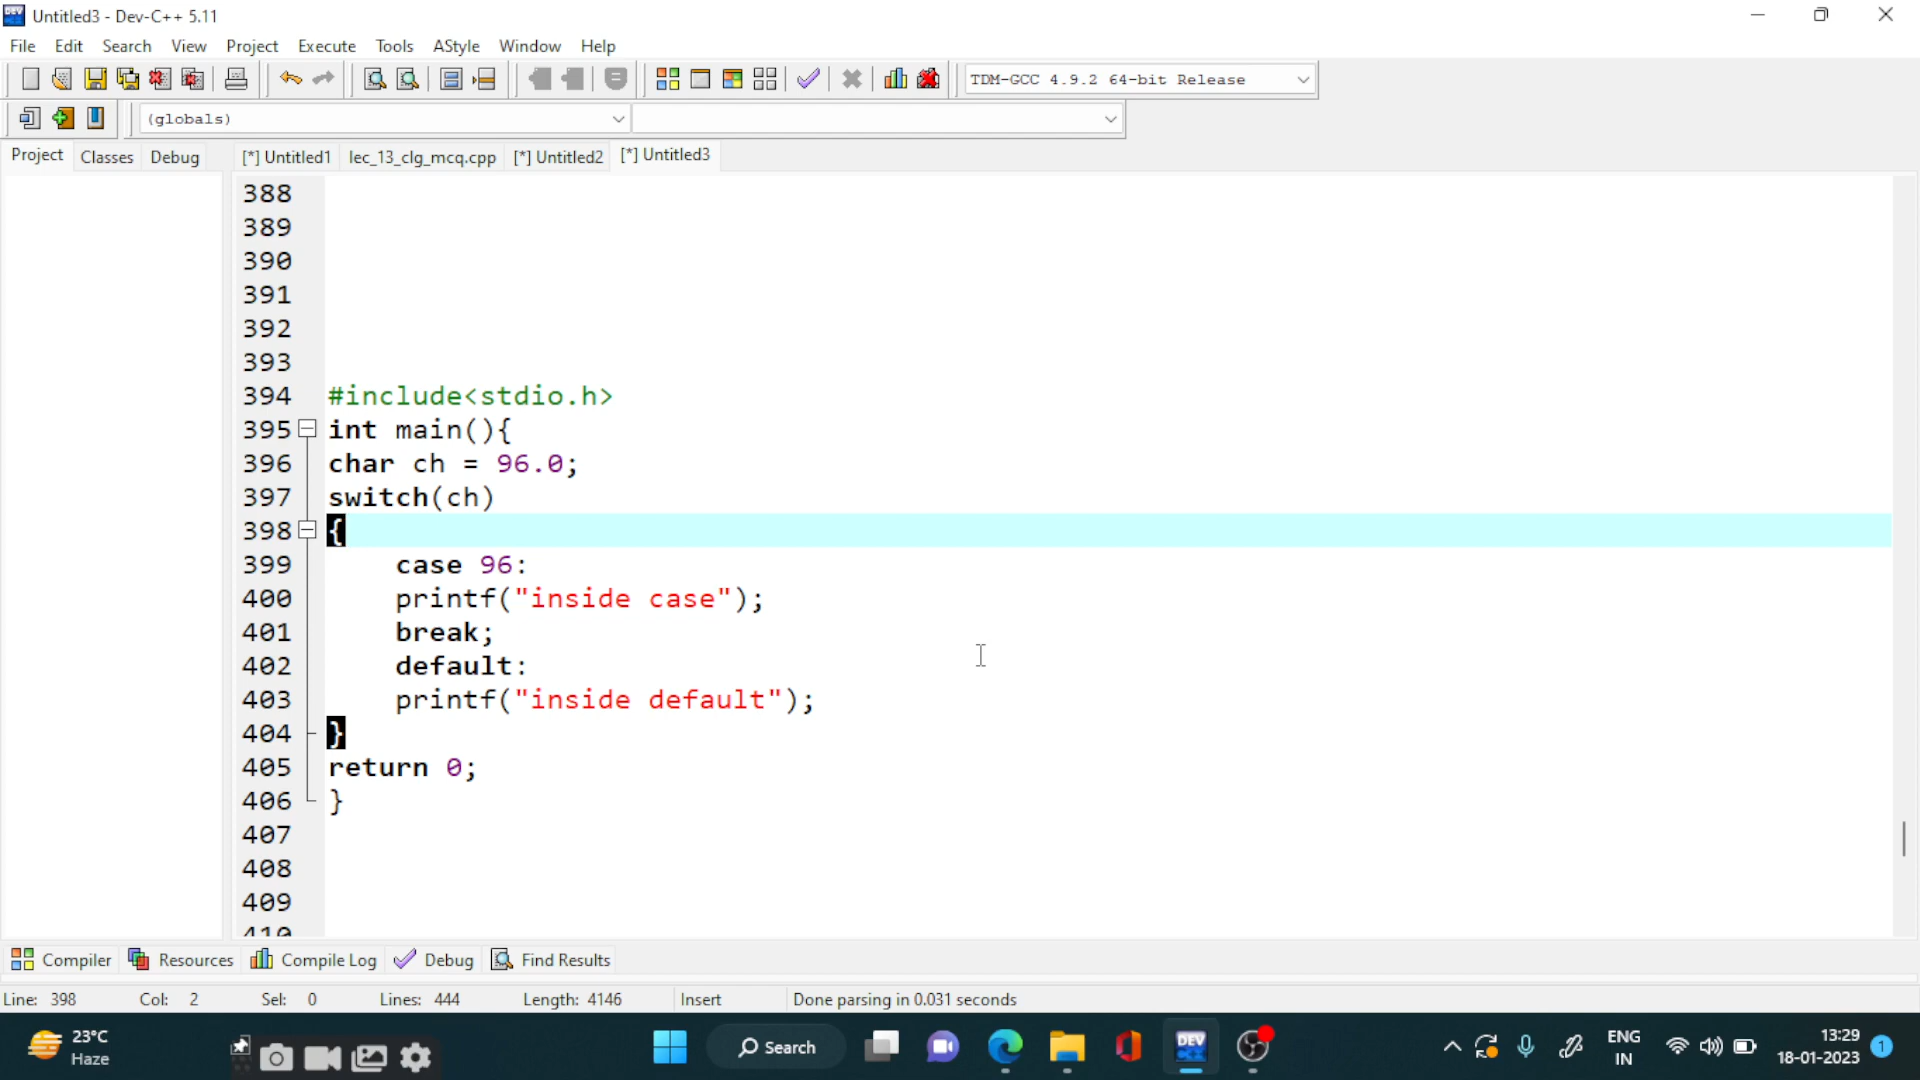 Untitled3 - Dev-C++ 5.11
File Edit Search View Project Execute Tools AStyle Window Help
TDM-GCC 4.9.2 64-bit Release
(globals)
Project Classes Debug [*] Untitled1 lec_13_clg_mcq.cpp [*] Untitled2 [*] Untitled3
388
389
390
391
392
393
394 #include<stdio.h>
395 int main(){
396 char ch = 96.0;
397 switch(ch)
398 {
399 case 96:
400 printf("inside case");
401 break;
402 default:
403 printf("inside default");
404 }
405 return 0;
406 }
407
408
409
410
Compiler Resources Compile Log Debug Find Results
Line: 398 Col: 2 Sel: 0 Lines: 444 Length: 4146 Insert Done parsing in 0.031 seconds
23°C
Haze
Search
DEV
ENG
IN
13:29
18-01-2023
1